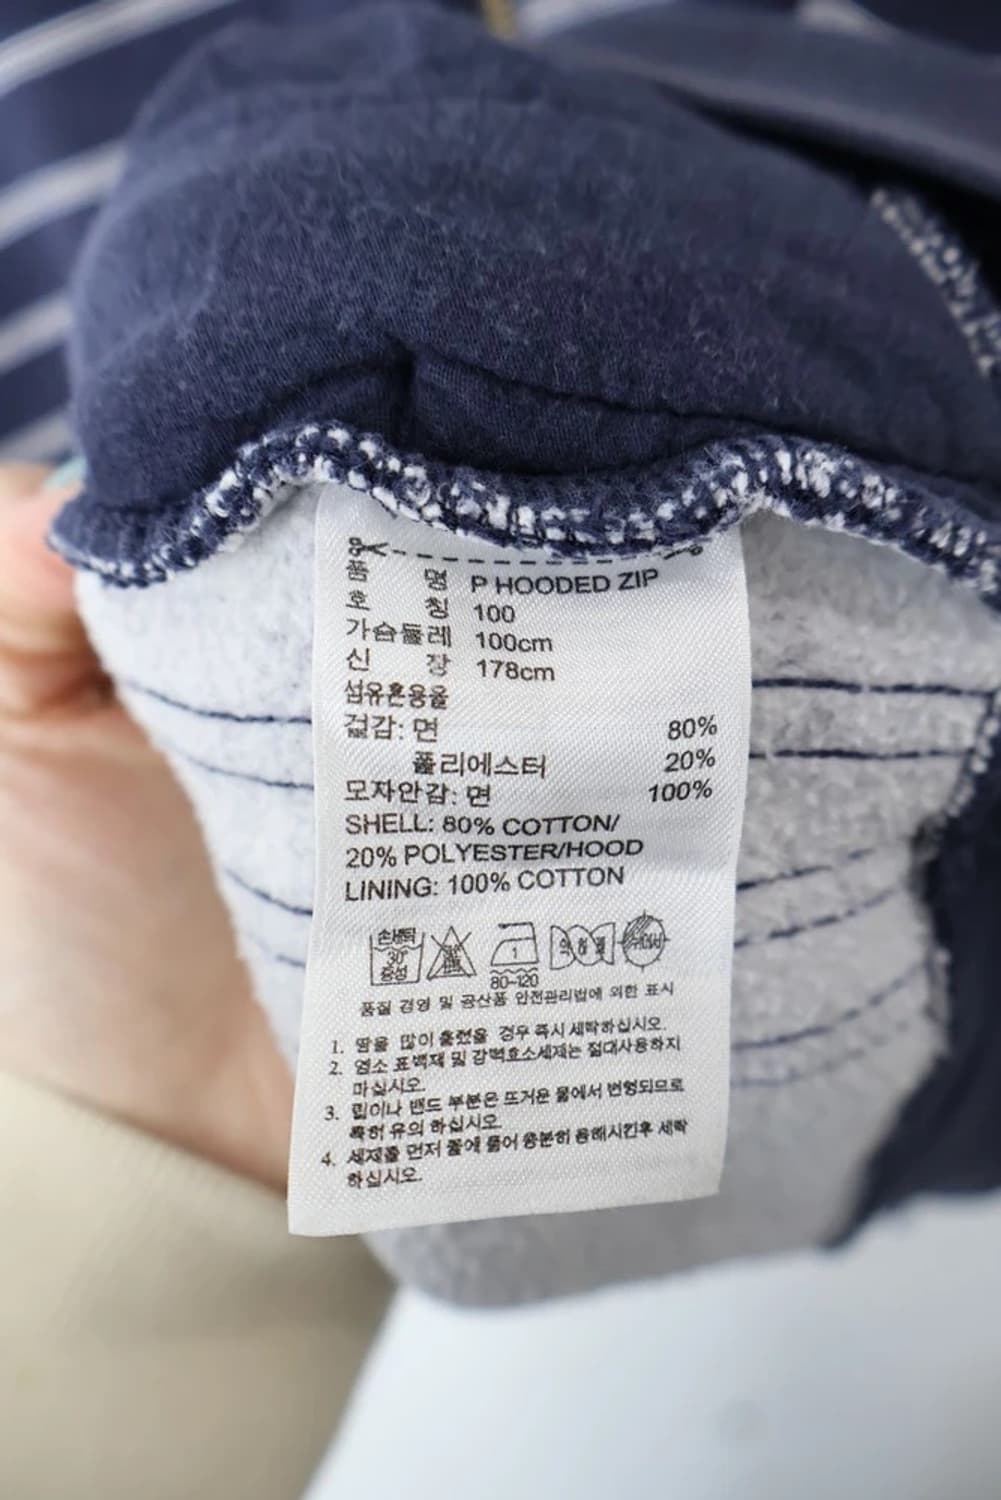 품 명 P HOODED ZIP
호 칭 100
가슴둘레 100cm
신 장 178cm
섬유혼용율
겉감: 면 80%
폴리에스터 20%
모자안감: 면 100%
SHELL: 80% COTTON/
20% POLYESTER/HOOD
LINING: 100% COTTON
손세탁
30°
중성
1
80~120
품질 경영 및 공산품 안전관리법에 의한 표시
1. 땀을 많이 흘렸을 경우 즉시 세탁하십시오.
2. 염소 표백제 및 강력효소세제는 절대사용하지
마십시오.
3. 립이나 밴드 부분은 뜨거운 물에서 변형되므로
특히 유의 하십시오.
4. 세제를 먼저 물에 풀어 충분히 용해시킨후 세탁
하십시오.